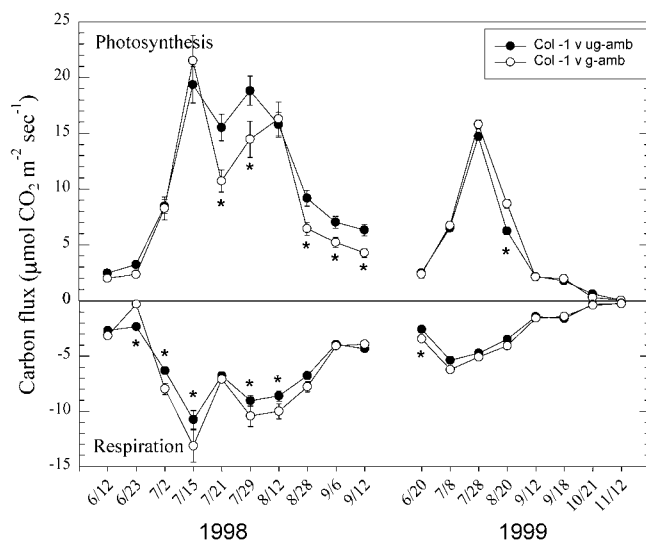 25
20
15
10
5
0
-5
-10
-15
Carbon flux (μmol CO2 m-2 sec-1)
Photosynthesis
Respiration
Col -1 v ug-amb
Col -1 v g-amb
* * * * * *
* * * * * *
6/12 6/23 7/2 7/15 7/21 7/29 8/12 8/28 9/6 9/12 6/20 7/8 7/28 8/20 9/12 9/18 10/21 11/12
1998 1999